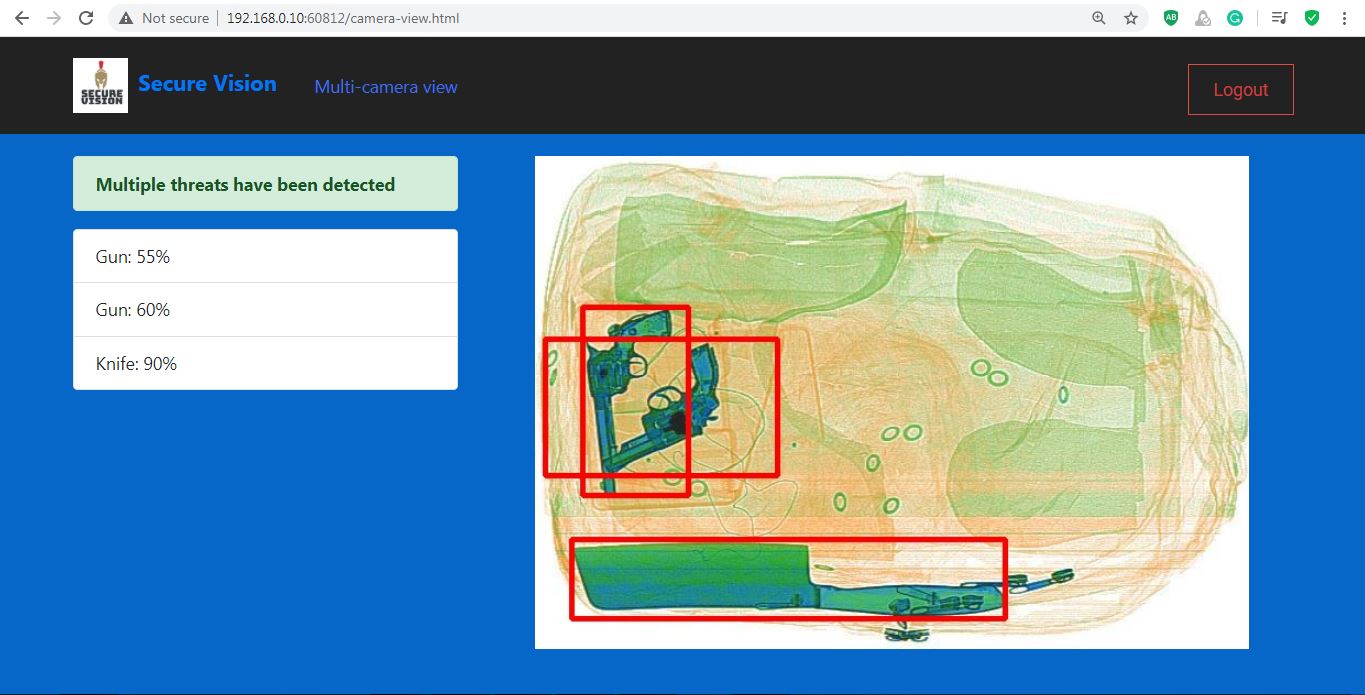 Not secure
192.168.0.10:60812/camera-view.html
SECURE
VISION
Secure Vision
Multi-camera view
Logout
Multiple threats have been detected
Gun: 55%
Gun: 60%
Knife: 90%